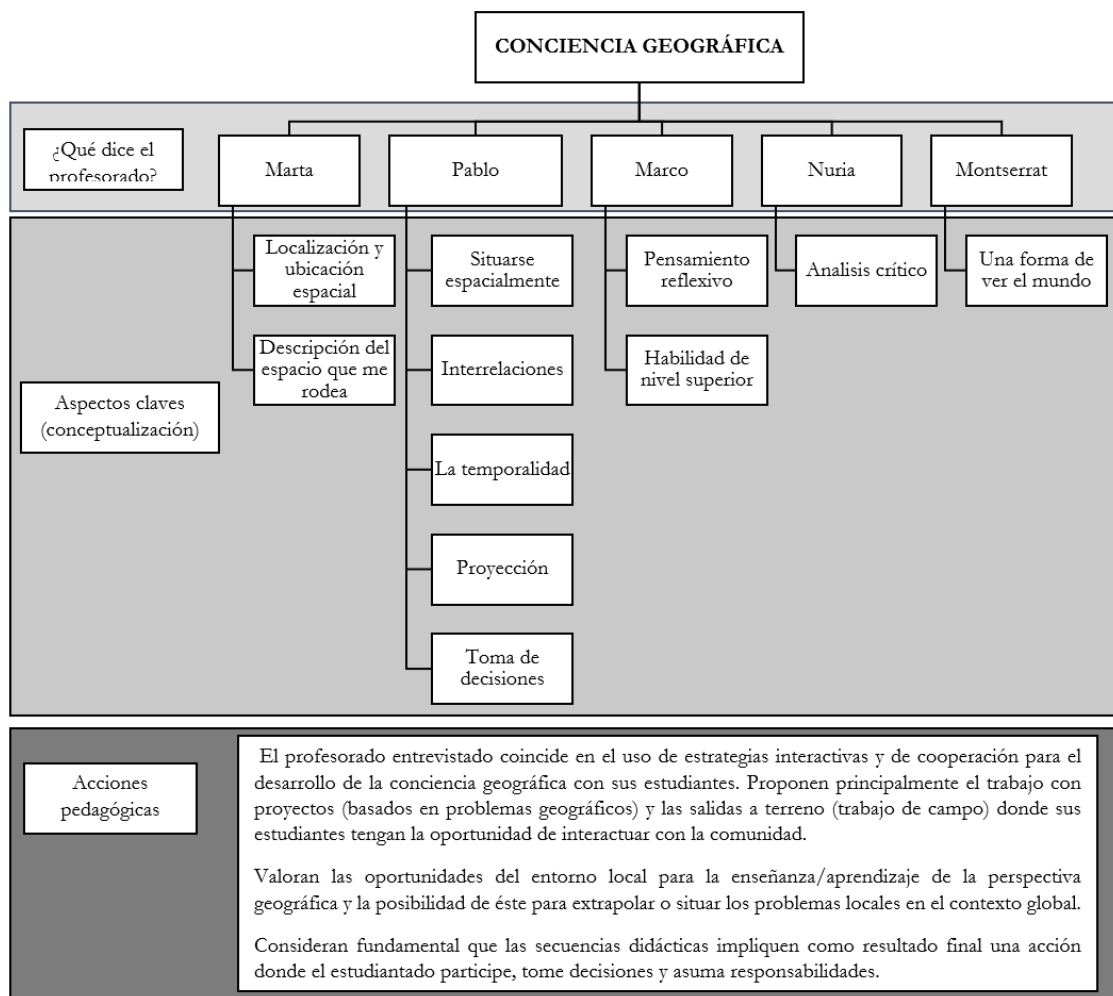 CONCIENCIA GEOGRÁFICA
¿Qué dice el
profesorado?
Marta
Pablo
Marco
Nuria
Montserrat
Aspectos claves
(conceptualización)
Localización y
ubicación
espacial
Descripción del
espacio que me
rodea
Situarse
espacialmente
Interrelaciones
La temporalidad
Proyección
Toma de
decisiones
Pensamiento
reflexivo
Habilidad de
nivel superior
Analisis crítico
Una forma de
ver el mundo
Acciones
pedagógicas
El profesorado entrevistado coincide en el uso de estrategias interactivas y de cooperación para el
desarrollo de la conciencia geográfica con sus estudiantes. Proponen principalmente el trabajo con
proyectos (basados en problemas geográficos) y las salidas a terreno (trabajo de campo) donde sus
estudiantes tengan la oportunidad de interactuar con la comunidad.
Valoran las oportunidades del entorno local para la enseñanza/aprendizaje de la perspectiva
geográfica y la posibilidad de éste para extrapolar o situar los problemas locales en el contexto global.
Consideran fundamental que las secuencias didácticas impliquen como resultado final una acción
donde el estudiantado participe, tome decisiones y asuma responsabilidades.